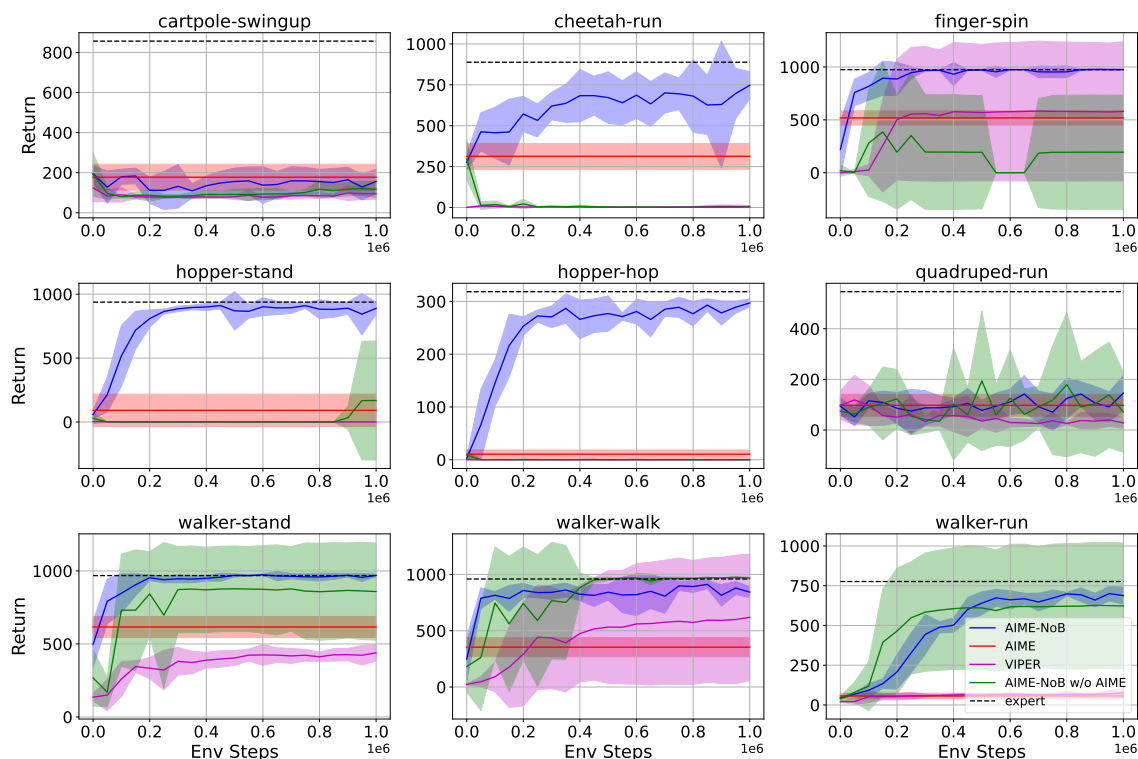 cartpole-swingup
cheetah-run
finger-spin
Return
800
600
400
200
0
0.0 0.2 0.4 0.6 0.8 1.0
1e6
1000
750
500
250
0
0.0 0.2 0.4 0.6 0.8 1.0
1e6
1000
500
0
0.0 0.2 0.4 0.6 0.8 1.0
1e6
hopper-stand
hopper-hop
quadruped-run
Return
1000
500
0
0.0 0.2 0.4 0.6 0.8 1.0
1e6
300
200
100
0
0.0 0.2 0.4 0.6 0.8 1.0
1e6
400
200
0
0.0 0.2 0.4 0.6 0.8 1.0
1e6
walker-stand
walker-walk
walker-run
Return
1000
500
0
0.0 0.2 0.4 0.6 0.8 1.0
1e6
Env Steps
1000
500
0
0.0 0.2 0.4 0.6 0.8 1.0
1e6
Env Steps
1000
750
500
250
0
AIME-NoB
AIME
VIPER
AIME-NoB w/o AIME
expert
0.0 0.2 0.4 0.6 0.8 1.0
1e6
Env Steps